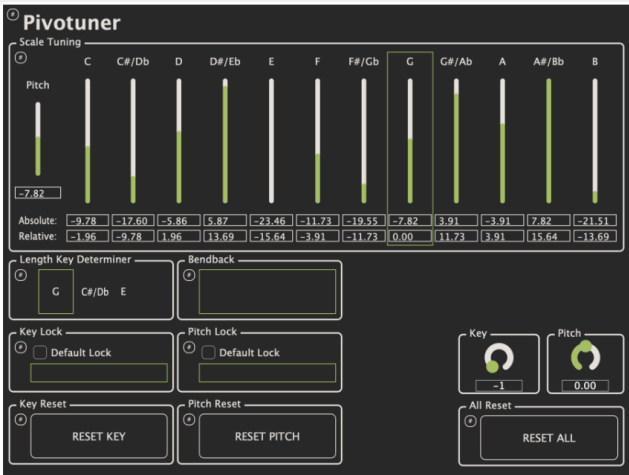 Pivotuner
Scale Tuning
C C#/Db D D#/Eb E F F#/Gb G G#/Ab A A#/Bb B
Pitch
-7.82
Absolute: -9.78 -17.60 -5.86 5.87 -23.46 -11.73 -19.55 -7.82 3.91 -3.91 7.82 -21.51
Relative: -1.96 -9.78 1.96 13.69 -15.64 -3.91 -11.73 0.00 11.73 3.91 15.64 -13.69
Length Key Determiner Bendback
G C#/Db E
Key Lock Pitch Lock Key Pitch
Default Lock Default Lock
-1 0.00
Key Reset Pitch Reset All Reset
RESET KEY RESET PITCH RESET ALL